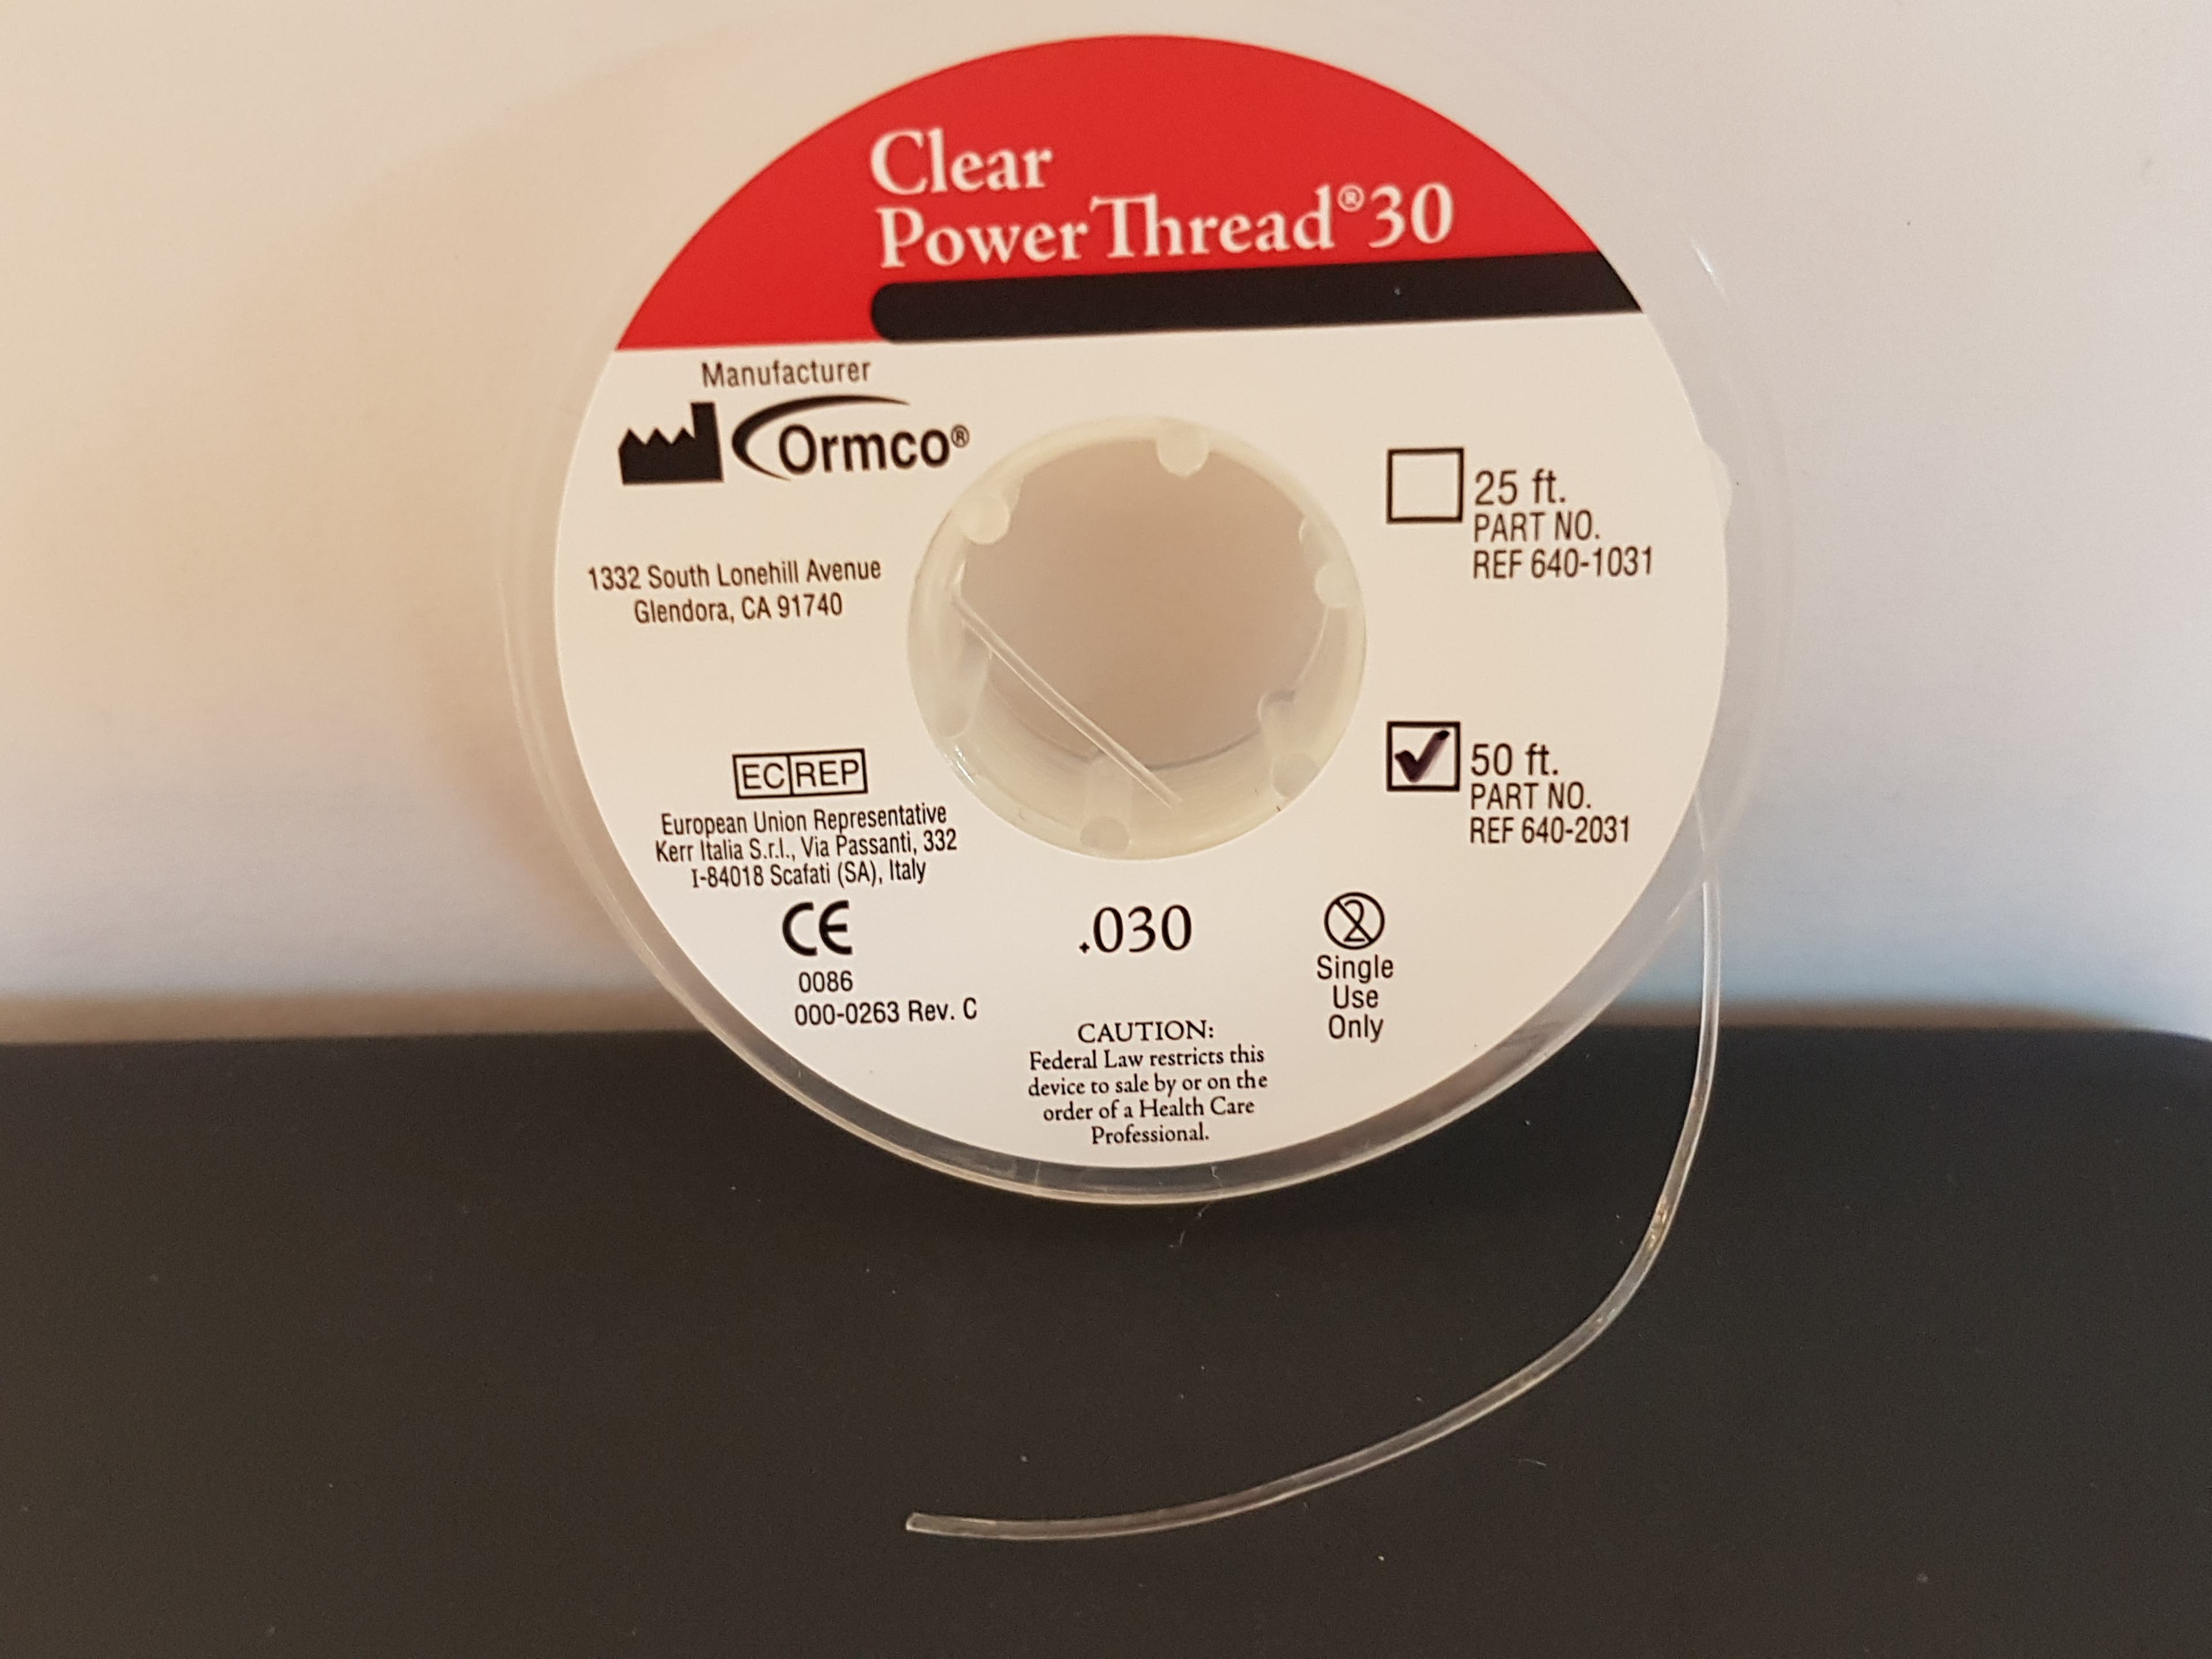 Clear
Power Thread®30
Manufacturer
Ormco®
1332 South Lonehill Avenue
Glendora, CA 91740
25 ft.
PART NO.
REF 640-1031
50 ft.
PART NO.
REF 640-2031
EC REP
European Union Representative
Kerr Italia S.r.l., Via Passanti, 332
I-84018 Scafati (SA), Italy
CE
0086
000-0263 Rev. C
.030
2
Single
Use
Only
CAUTION:
Federal Law restricts this
device to sale by or on the
order of a Health Care
Professional.